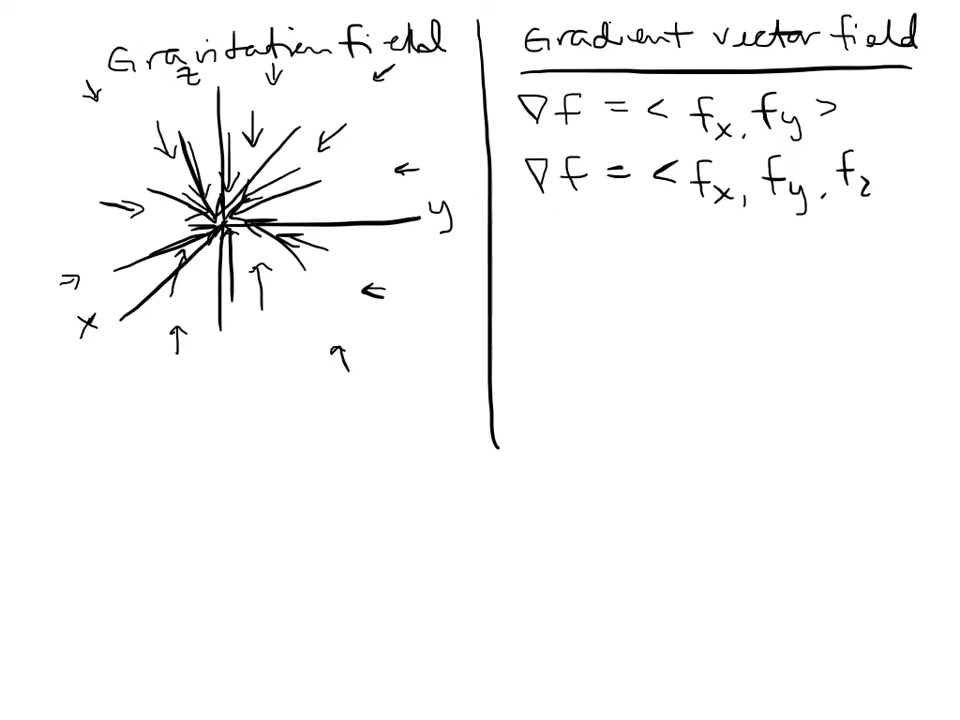 Gravitation field
z
y
x
Gradient vector field
∇f = < fx, fy >
∇f = < fx, fy, fz